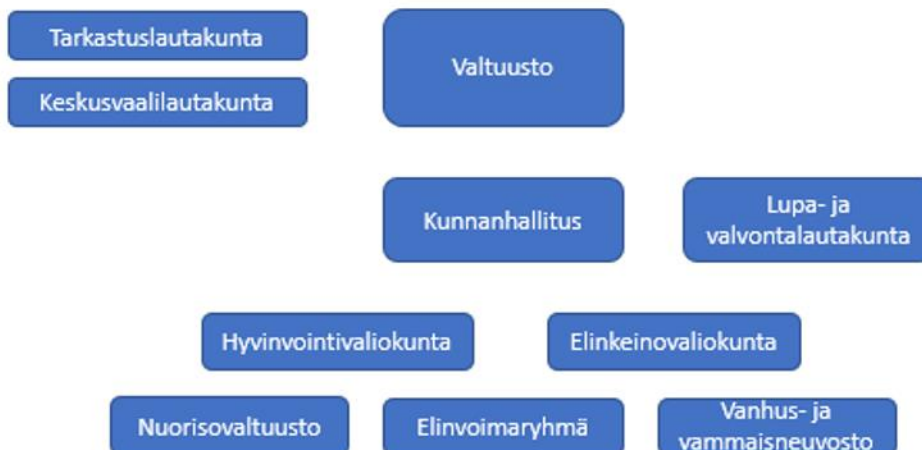 Tarkastuslautakunta
Keskusvaalilautakunta
Valtuusto
Kunnanhallitus
Lupa- ja
valvontalautakunta
Hyvinvointivaliokunta
Elinkeinovaliokunta
Nuorisovaltuusto
Elinvoimaryhmä
Vanhus- ja
vammaisneuvosto